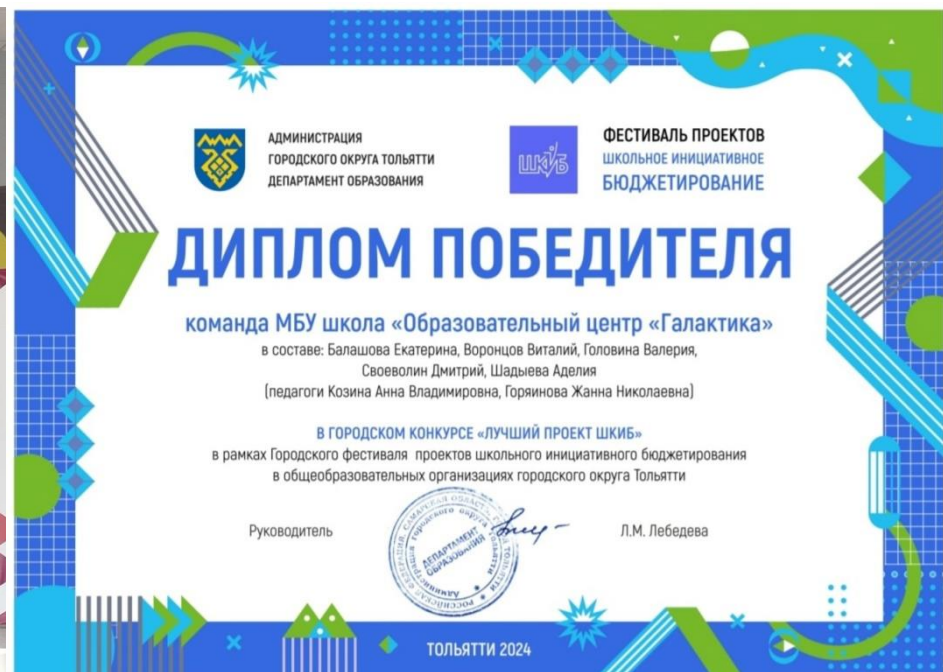 АДМИНИСТРАЦИЯ
ГОРОДСКОГО ОКРУГА ТОЛЬЯТТИ
ДЕПАРТАМЕНТ ОБРАЗОВАНИЯ
ШКИБ
ФЕСТИВАЛЬ ПРОЕКТОВ
ШКОЛЬНОЕ ИНИЦИАТИВНОЕ
БЮДЖЕТИРОВАНИЕ
ДИПЛОМ ПОБЕДИТЕЛЯ
команда МБУ школа «Образовательный центр «Галактика»
в составе: Балашова Екатерина, Воронцов Виталий, Головина Валерия,
Своеволин Дмитрий, Шадыева Аделия
(педагоги Козина Анна Владимировна, Горяинова Жанна Николаевна)
В ГОРОДСКОМ КОНКУРСЕ «ЛУЧШИЙ ПРОЕКТ ШКИБ»
в рамках Городского фестиваля проектов школьного инициативного бюджетирования
в общеобразовательных организациях городского округа Тольятти
Руководитель
ДЕПАРТАМЕНТ
ОБРАЗОВАНИЯ
Л.М. Лебедева
ТОЛЬЯТТИ 2024